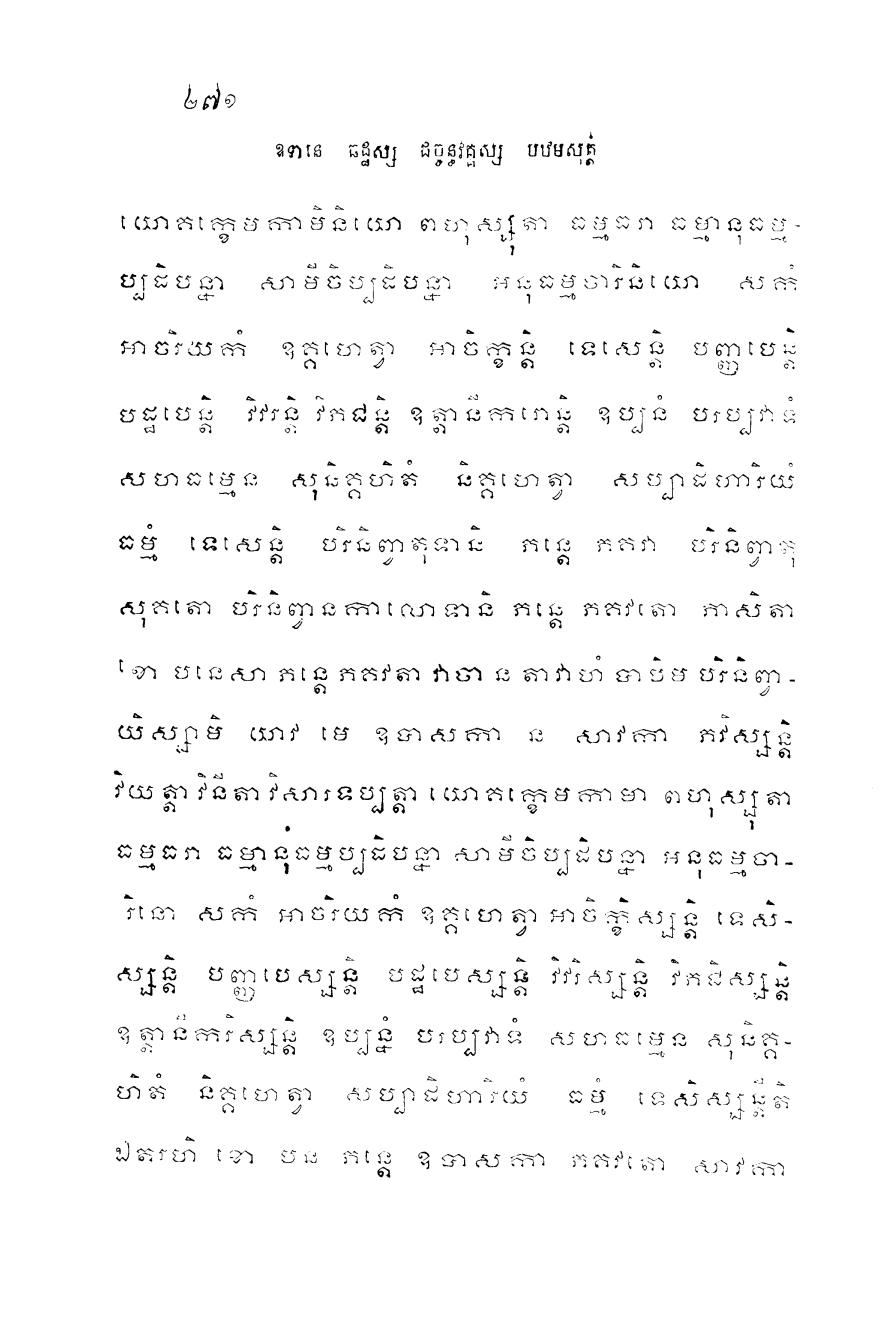 ២៧១
ឧទានេ ឆដ្ឋស្ស ជច្ចន្ធវគ្គស្ស បឋមសុត្តំ
យោគក្ខេមកាមិនិយោ ពហុស្សុតា ធម្មធរា ធម្មានុធម្ម-
ប្បដិបន្នា សាមីចិប្បដិបន្នា អនុធម្មចារិនិយោ សកំ
អាចរិយកំ ឧគ្គហេត្វា អាចិក្ខន្តិ ទេសេន្តិ បញ្ញបេន្តិ
បដ្ឋបេន្តិ វិវរន្តិ វិភជន្តិ ឧត្តានីករោន្តិ ឧប្បនំ បរប្បវាទំ
សហធម្មេន សុនិគ្គហិតំ និគ្គហេត្វា សប្បាដិហារិយំ
ធម្មំ ទេសេន្តិ បរិនិញ្វាតុទានិ ភន្តេ ភគវា បរិនិញ្វាតុ
សុគតោ បរិនិញ្វានកាលោទានិ ភន្តេ ភគវតោ ភាសិតា
ខោ បនេសា ភន្តេ ភគវតា វាចា ន តាវាហំ បាបិម បរិនិញ្វា-
យិស្សាមិ យាវ មេ ឧបាសកា ន សាវកា ភវិស្សន្តិ
វិយត្តា វិនីតា វិសារទប្បត្តា យោគក្ខេមកាមា ពហុស្សុតា
ធម្មធរា ធម្មានុំធម្មប្បដិបន្នា សាមីចិប្បដិបន្នា អនុធម្មចា-
រិនោ សកំ អាចរិយកំ ឧគ្គហេត្វា អាចិក្ខិស្សន្តិ ទេសិ-
ស្សន្តិ បញ្ញបេស្សន្តិ បដ្ឋបេស្សន្តិ វិវរិស្សន្តិ វិភជិស្សន្តិ
ឧត្តានីករិស្សន្តិ ឧប្បន្នំ បរប្បវាទំ សហធម្មេន សុនិគ្គ-
ហិតំ និគ្គហេត្វា សប្បាដិហារិយំ ធម្មំ ទេសិស្សន្តីតិ
ឯតរហិ ខោ បន ភន្តេ ឧបាសកា ភគវតោ សាវកា